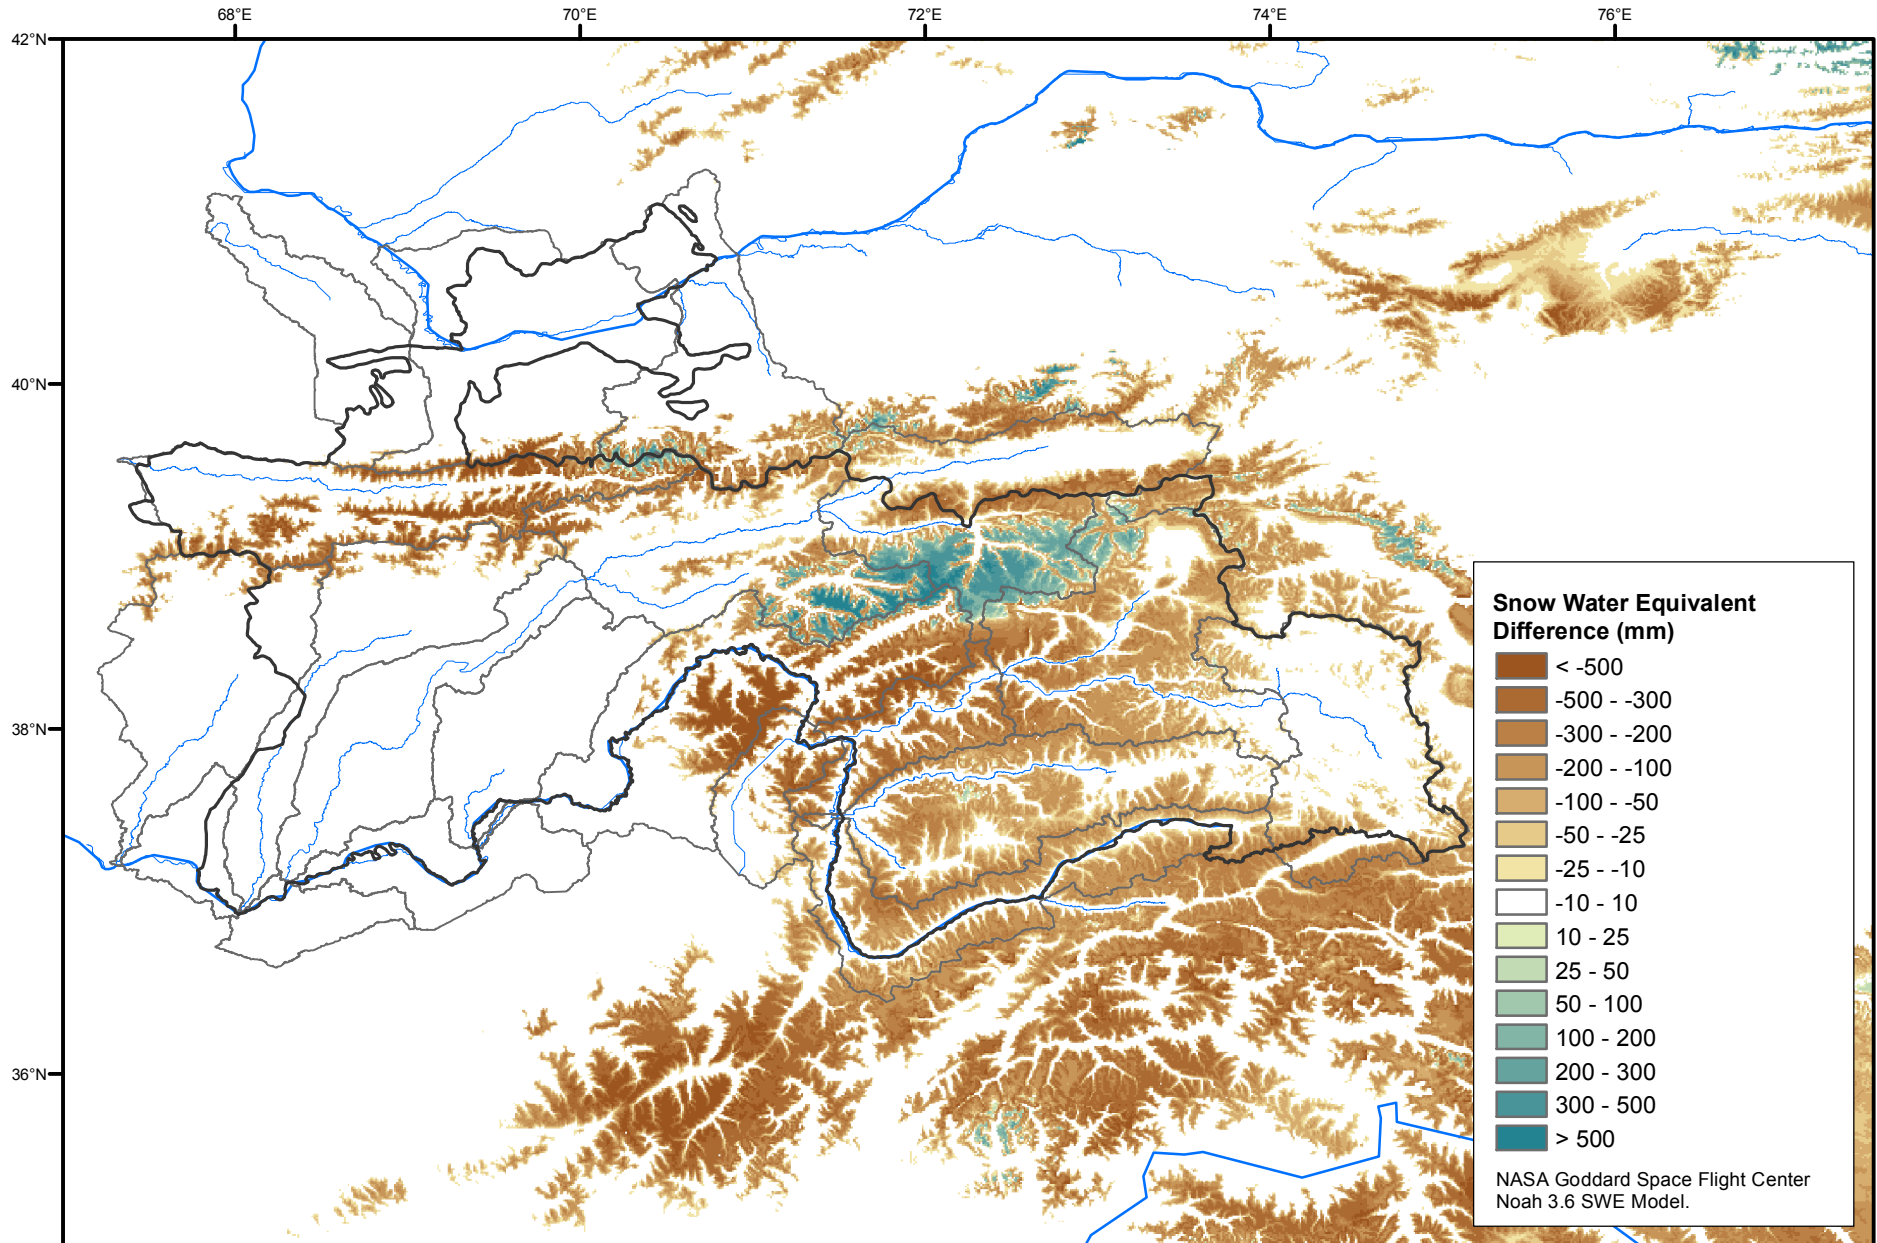 68°E
70°E
72°E
74°E
76°E
42°N
40°N
38°N
36°N
Snow Water Equivalent
Difference (mm)
< -500
-500 - -300
-300 - -200
-200 - -100
-100 - -50
-50 - -25
-25 - -10
-10 - 10
10 - 25
25 - 50
50 - 100
100 - 200
200 - 300
300 - 500
> 500
NASA Goddard Space Flight Center
Noah 3.6 SWE Model.